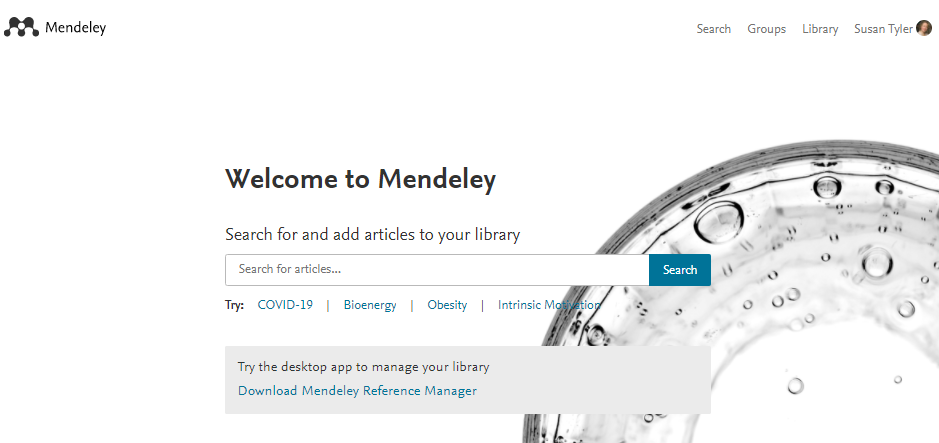 Mendeley
Search Groups Library Susan Tyler
Welcome to Mendeley
Search for and add articles to your library
Search for articles... Search
Try: COVID-19 | Bioenergy | Obesity | Intrinsic Motivation
Try the desktop app to manage your library
Download Mendeley Reference Manager